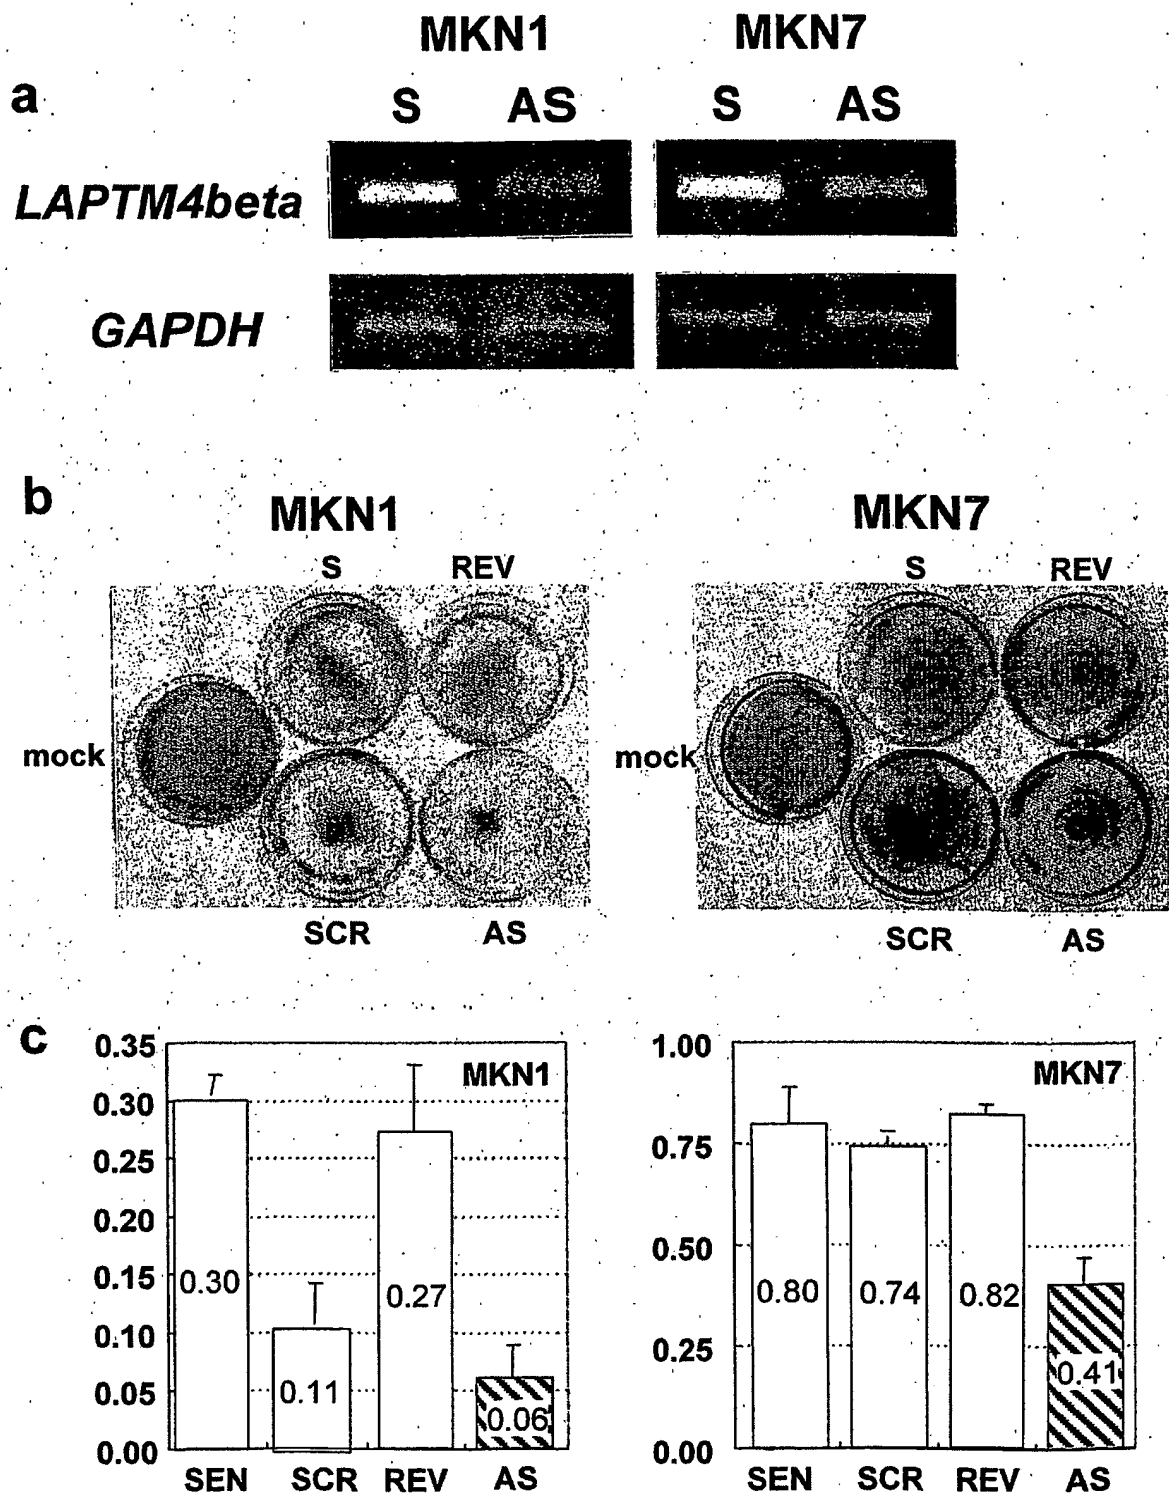 MKN1 MKN7
a
S AS S AS
LAPTM4beta
GAPDH
b
MKN1 MKN7
S REV S REV
mock mock
SCR AS SCR AS
c
0.35
0.30
0.25
0.20
0.15
0.10
0.05
0.00
MKN1
0.30
0.11
0.27
0.06
SEN SCR REV AS
1.00
0.75
0.50
0.25
0.00
MKN7
0.80
0.74
0.82
0.41
SEN SCR REV AS